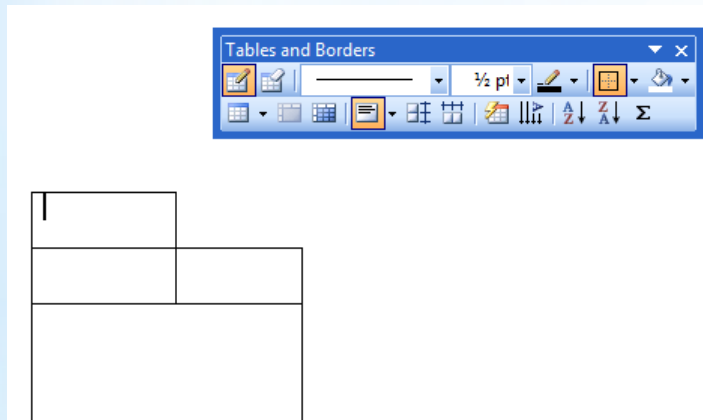 Tables and Borders
½ pt
A Z
Z A
Σ